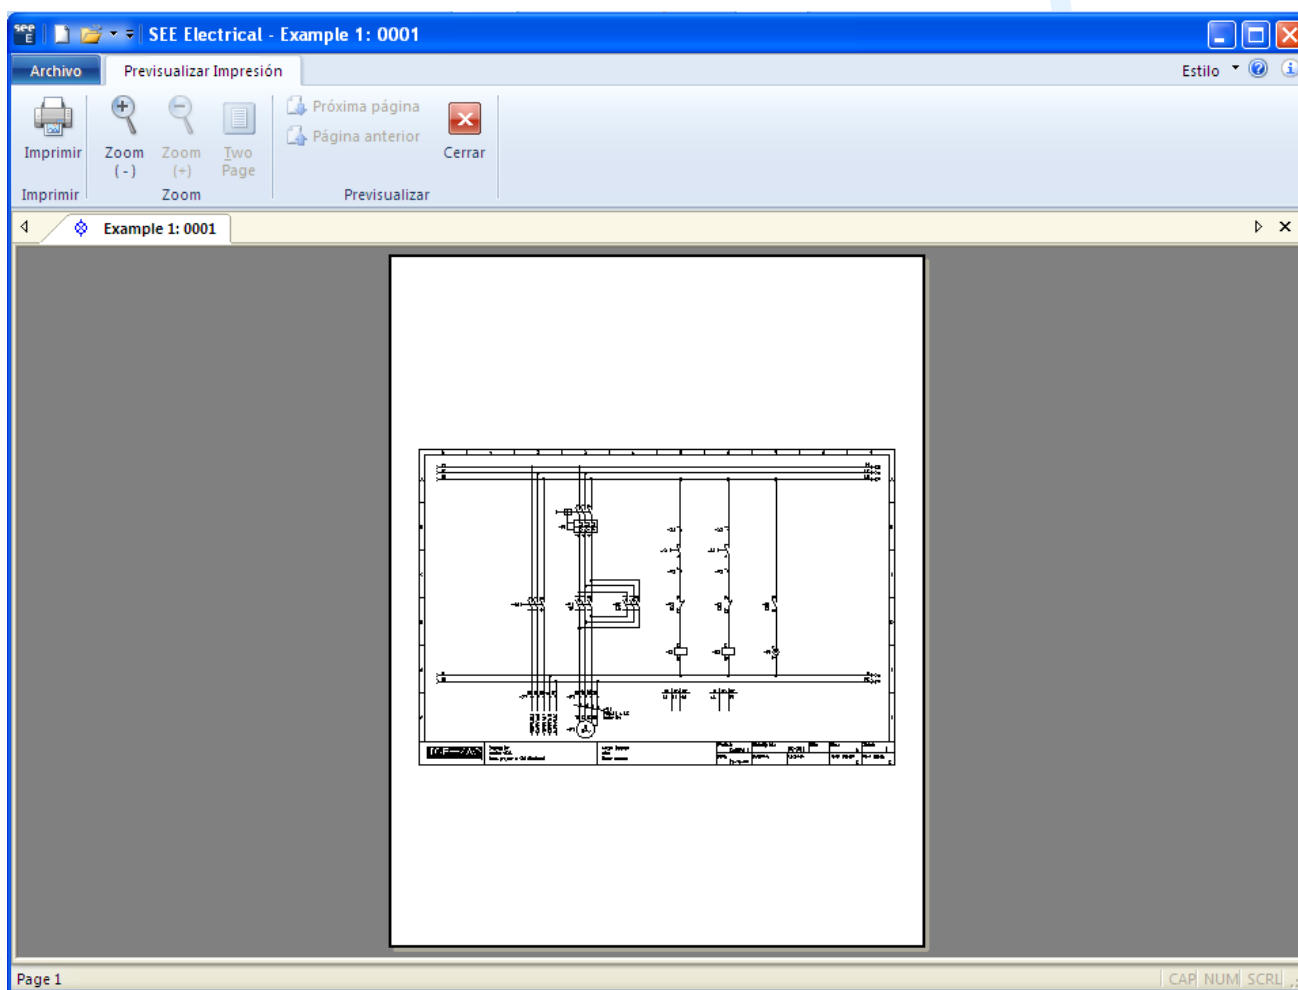 see
E
SEE Electrical - Example 1: 0001
Archivo
Previsualizar Impresión
Estilo
Imprimir
Zoom
(-)
Zoom
(+)
Two
Page
Próxima página
Página anterior
Cerrar
Imprimir
Zoom
Previsualizar
Example 1: 0001
Page 1
CAP NUM SCRL